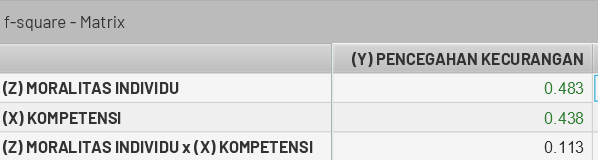 f-square - Matrix
(Y) PENCEGAHAN KECURANGAN
(Z) MORALITAS INDIVIDU 0.483
(X) KOMPETENSI 0.438
(Z) MORALITAS INDIVIDU x (X) KOMPETENSI 0.113